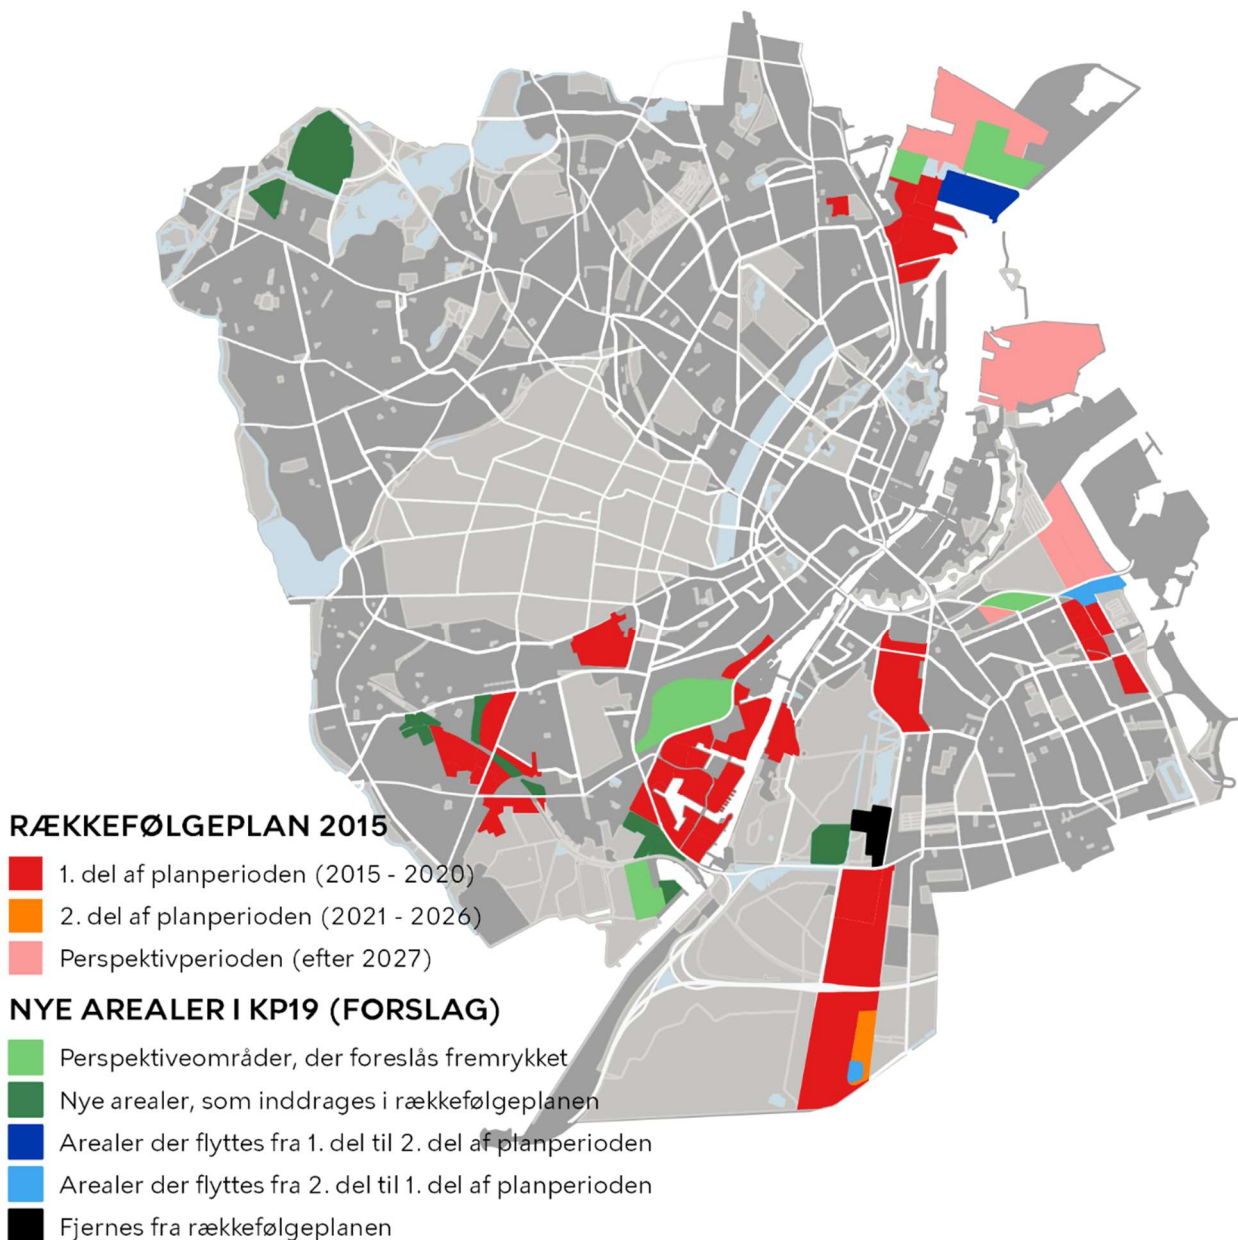 RÆKKEFØLGEPLAN 2015
1. del af planperioden (2015 - 2020)
2. del af planperioden (2021 - 2026)
Perspektivperioden (efter 2027)
NYE AREALER I KP19 (FORSLAG)
Perspektiveområder, der foreslås fremrykket
Nye arealer, som inddrages i rækkefølgeplanen
Arealer der flyttes fra 1. del til 2. del af planperioden
Arealer der flyttes fra 2. del til 1. del af planperioden
Fjernes fra rækkefølgeplanen